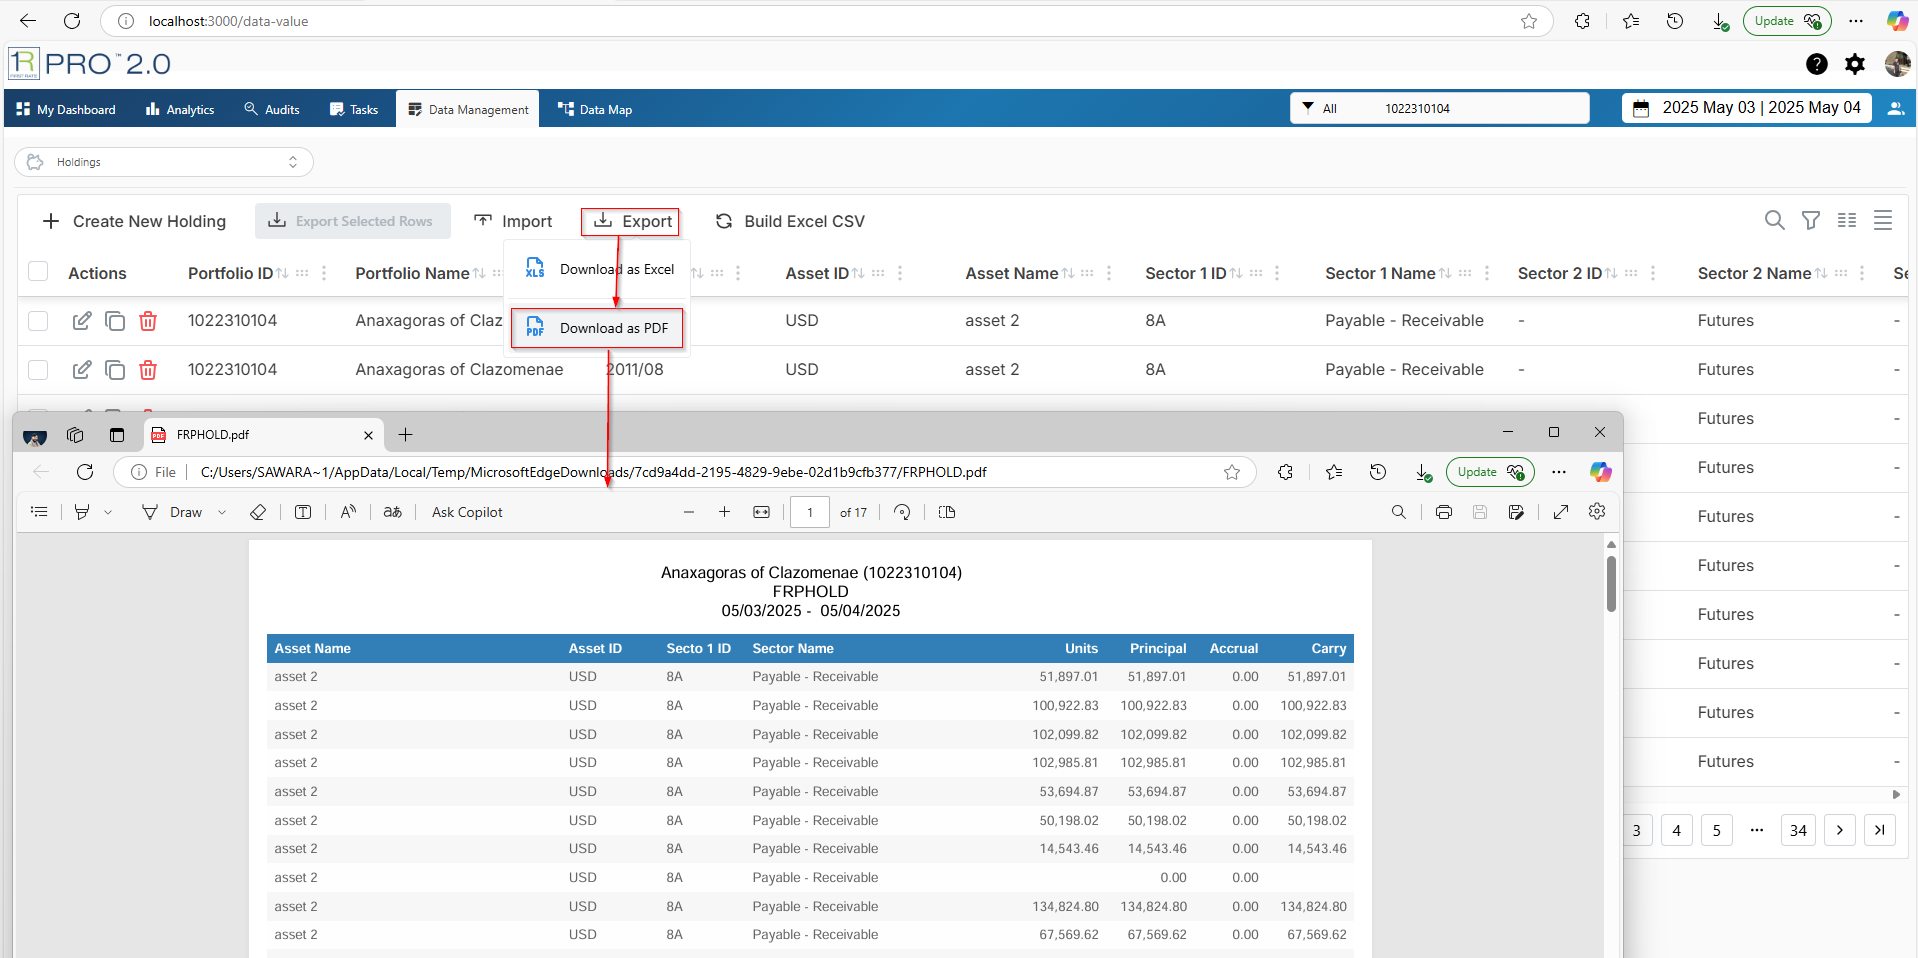 localhost:3000/data-value
Update
1R PRO™ 2.0
FIRST RATE
My Dashboard Analytics Audits Tasks Data Management Data Map All 1022310104 2025 May 03 | 2025 May 04
Holdings
Create New Holding Export Selected Rows Import Export Build Excel CSV
Download as Excel
Download as PDF
Actions Portfolio ID Portfolio Name Asset ID Asset Name Sector 1 ID Sector 1 Name Sector 2 ID Sector 2 Name Se
1022310104 Anaxagoras of Claz USD asset 2 8A Payable - Receivable - Futures -
1022310104 Anaxagoras of Clazomenae 2011/08 USD asset 2 8A Payable - Receivable - Futures -
Futures -
Futures -
Futures -
Futures -
Futures -
Futures -
Futures -
Futures -
3 4 5 ••• 34
FRPHOLD.pdf
File C:/Users/SAWARA~1/AppData/Local/Temp/MicrosoftEdgeDownloads/7cd9a4dd-2195-4829-9ebe-02d1b9cfb377/FRPHOLD.pdf Update
Draw Ask Copilot 1 of 17
Anaxagoras of Clazomenae (1022310104)
FRPHOLD
05/03/2025 - 05/04/2025
Asset Name Asset ID Secto 1 ID Sector Name Units Principal Accrual Carry
asset 2 USD 8A Payable - Receivable 51,897.01 51,897.01 0.00 51,897.01
asset 2 USD 8A Payable - Receivable 100,922.83 100,922.83 0.00 100,922.83
asset 2 USD 8A Payable - Receivable 102,099.82 102,099.82 0.00 102,099.82
asset 2 USD 8A Payable - Receivable 102,985.81 102,985.81 0.00 102,985.81
asset 2 USD 8A Payable - Receivable 53,694.87 53,694.87 0.00 53,694.87
asset 2 USD 8A Payable - Receivable 50,198.02 50,198.02 0.00 50,198.02
asset 2 USD 8A Payable - Receivable 14,543.46 14,543.46 0.00 14,543.46
asset 2 USD 8A Payable - Receivable 0.00 0.00
asset 2 USD 8A Payable - Receivable 134,824.80 134,824.80 0.00 134,824.80
asset 2 USD 8A Payable - Receivable 67,569.62 67,569.62 0.00 67,569.62